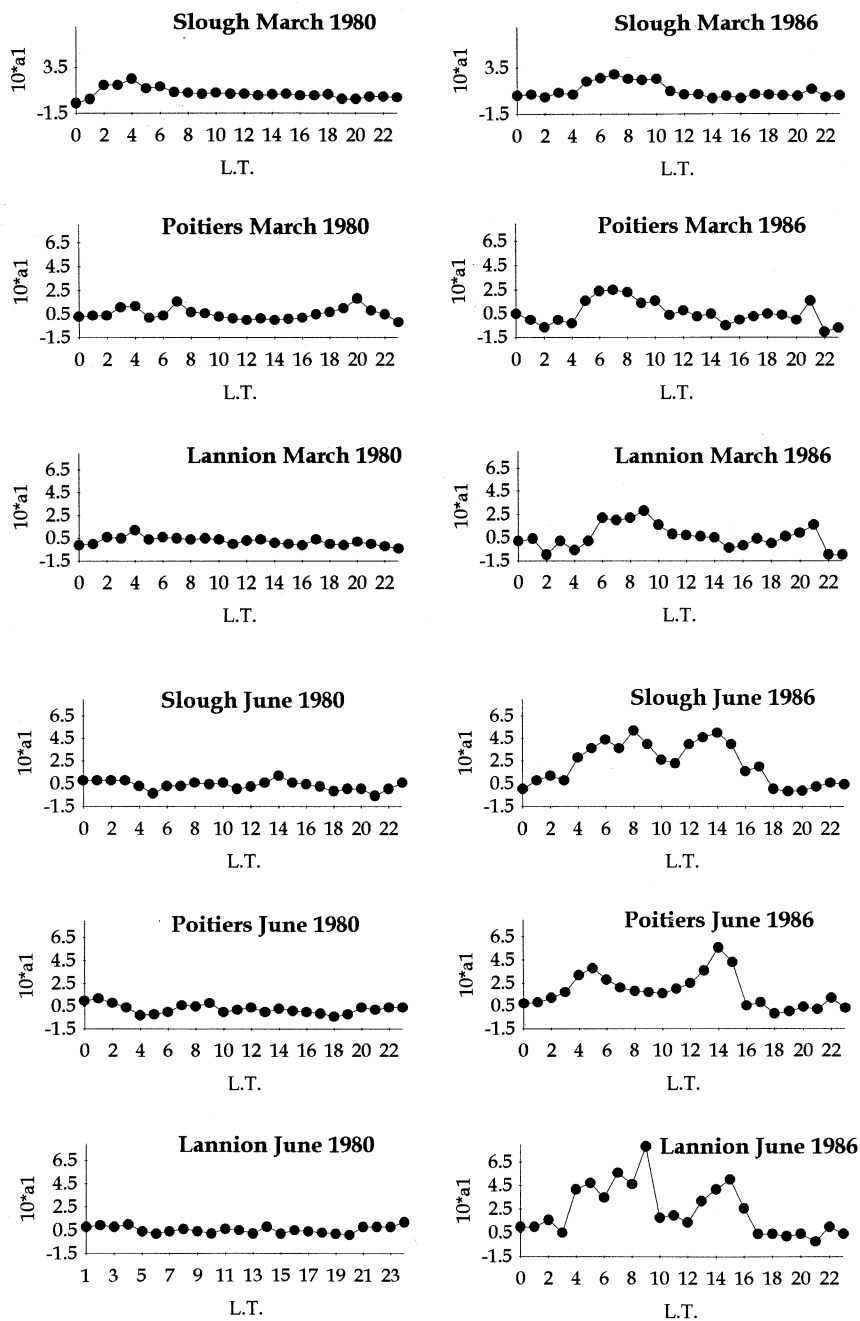 Slough March 1980
10*a1
3.5
-1.5
0 2 4 6 8 10 12 14 16 18 20 22
L.T.
Slough March 1986
10*a1
3.5
-1.5
0 2 4 6 8 10 12 14 16 18 20 22
L.T.
Poitiers March 1980
10*a1
6.5
4.5
2.5
0.5
-1.5
0 2 4 6 8 10 12 14 16 18 20 22
L.T.
Poitiers March 1986
10*a1
6.5
4.5
2.5
0.5
-1.5
0 2 4 6 8 10 12 14 16 18 20 22
L.T.
Lannion March 1980
10*a1
6.5
4.5
2.5
0.5
-1.5
0 2 4 6 8 10 12 14 16 18 20 22
L.T.
Lannion March 1986
10*a1
6.5
4.5
2.5
0.5
-1.5
0 2 4 6 8 10 12 14 16 18 20 22
L.T.
Slough June 1980
10*a1
6.5
4.5
2.5
0.5
-1.5
0 2 4 6 8 10 12 14 16 18 20 22
L.T.
Slough June 1986
10*a1
6.5
4.5
2.5
0.5
-1.5
0 2 4 6 8 10 12 14 16 18 20 22
L.T.
Poitiers June 1980
10*a1
6.5
4.5
2.5
0.5
-1.5
0 2 4 6 8 10 12 14 16 18 20 22
L.T.
Poitiers June 1986
10*a1
6.5
4.5
2.5
0.5
-1.5
0 2 4 6 8 10 12 14 16 18 20 22
L.T.
Lannion June 1980
10*a1
6.5
4.5
2.5
0.5
-1.5
1 3 5 7 9 11 13 15 17 19 21 23
L.T.
Lannion June 1986
10*a1
6.5
4.5
2.5
0.5
-1.5
0 2 4 6 8 10 12 14 16 18 20 22
L.T.